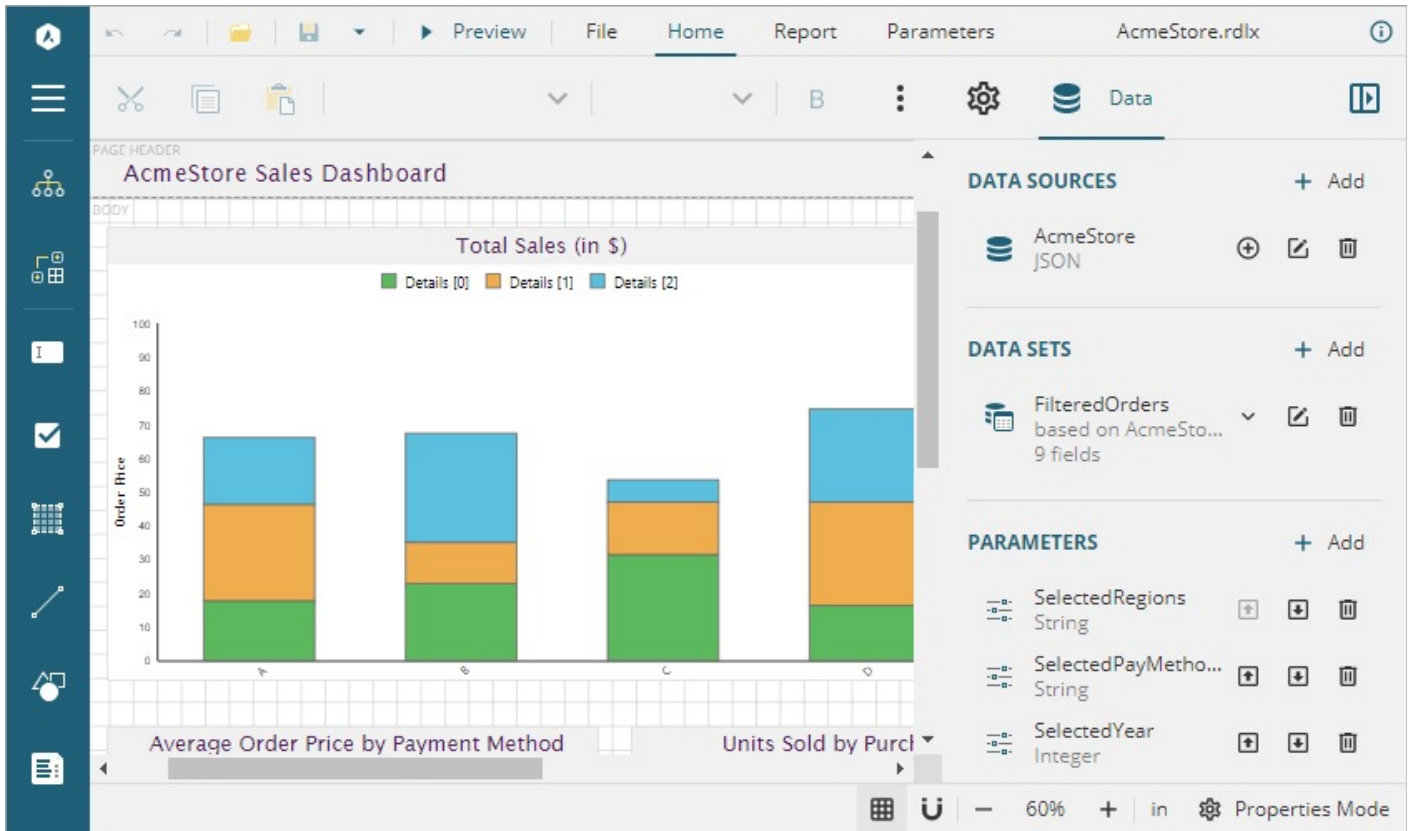 Preview File Home Report Parameters AcmeStore.rdlx
B Data
PAGE HEADER
AcmeStore Sales Dashboard
BODY
Total Sales (in $)
Details [0] Details [1] Details [2]
100
90
80
70
60
50
40
30
20
10
0
Order Price
A B C D
Average Order Price by Payment Method
Units Sold by Purch
DATA SOURCES + Add
AcmeStore
JSON
DATA SETS + Add
FilteredOrders
based on AcmeSto...
9 fields
PARAMETERS + Add
SelectedRegions
String
SelectedPayMetho...
String
SelectedYear
Integer
− 60% + in Properties Mode